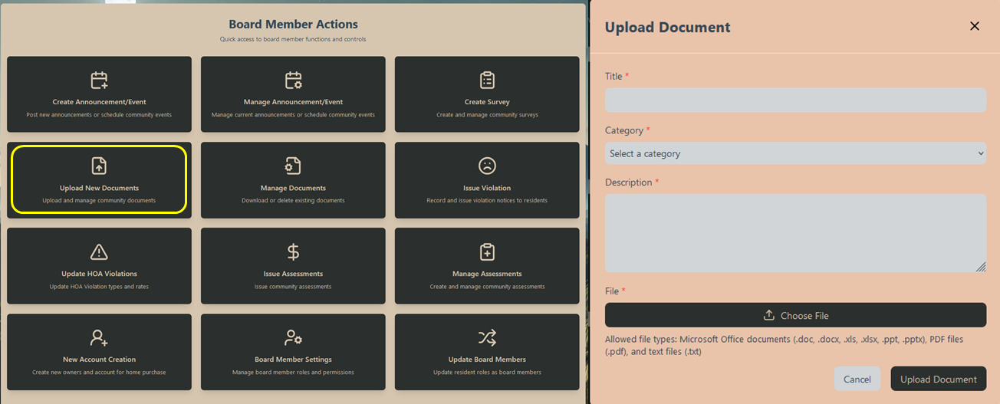 Board Member Actions
Quick access to board member functions and controls
Create Announcement/Event
Post new announcements or schedule community events
Manage Announcement/Event
Manage current announcements or schedule community events
Create Survey
Create and manage community surveys
Upload New Documents
Upload and manage community documents
Manage Documents
Download or delete existing documents
Issue Violation
Record and issue violation notices to residents
Update HOA Violations
Update HOA Violation types and rates
Issue Assessments
Issue community assessments
Manage Assessments
Create and manage community assessments
New Account Creation
Create new owners and account for home purchase
Board Member Settings
Manage board member roles and permissions
Update Board Members
Update resident roles as board members
Upload Document
Title *
Category *
Select a category
Description *
File *
Choose File
Allowed file types: Microsoft Office documents (.doc, .docx, .xls, .xlsx, .ppt, .pptx), PDF files
(.pdf), and text files (.txt)
Cancel
Upload Document